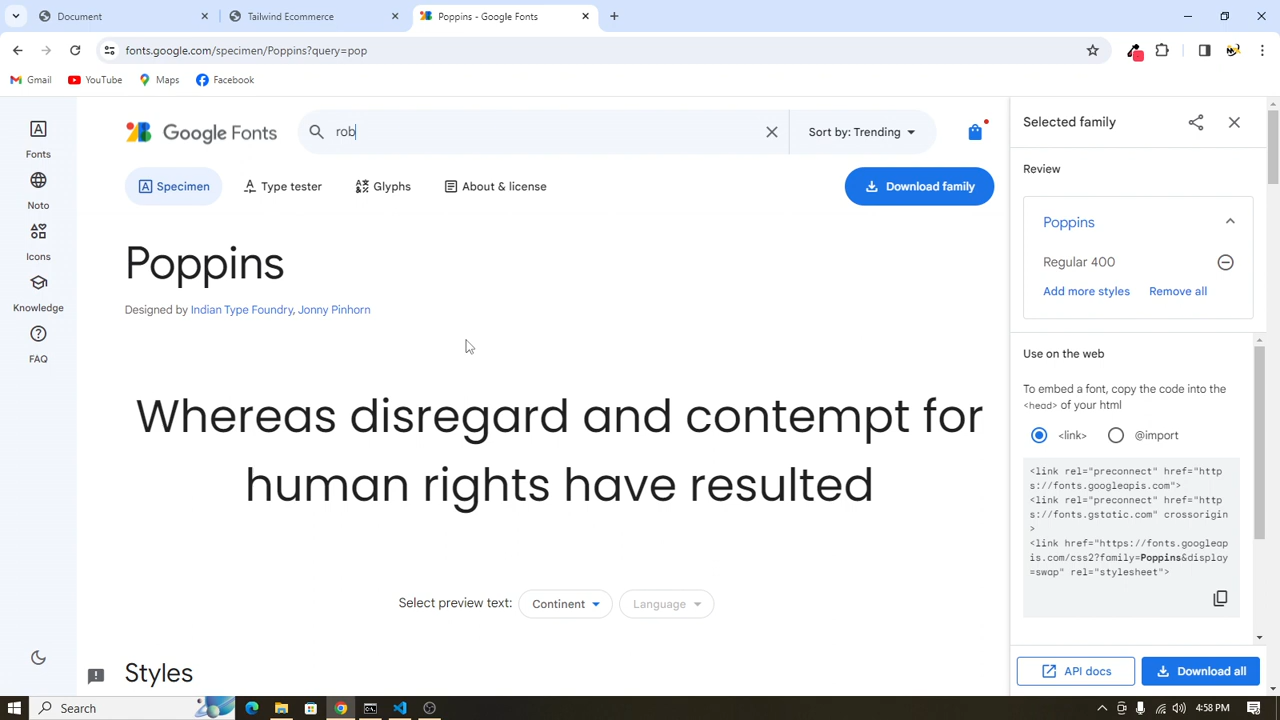 Document
Tailwind Ecommerce
Poppins - Google Fonts
fonts.google.com/specimen/Poppins?query=pop
Gmail
YouTube
Maps
Facebook
Fonts
Noto
Icons
Knowledge
FAQ
Google Fonts
rob
Sort by: Trending
Specimen
Type tester
Glyphs
About & license
Download family
Poppins
Designed by Indian Type Foundry, Jonny Pinhorn
Whereas disregard and contempt for
human rights have resulted
Select preview text:
Continent
Language
Styles
Selected family
Review
Poppins
Regular 400
Add more styles
Remove all
Use on the web
To embed a font, copy the code into the
<head> of your html
<link>
@import
<link rel="preconnect" href="http
s://fonts.googleapis.com">
<link rel="preconnect" href="http
s://fonts.gstatic.com" crossorigin
>
<link href="https://fonts.googleap
is.com/css2?family=Poppins&display
=swap" rel="stylesheet">
API docs
Download all
Search
4:58 PM